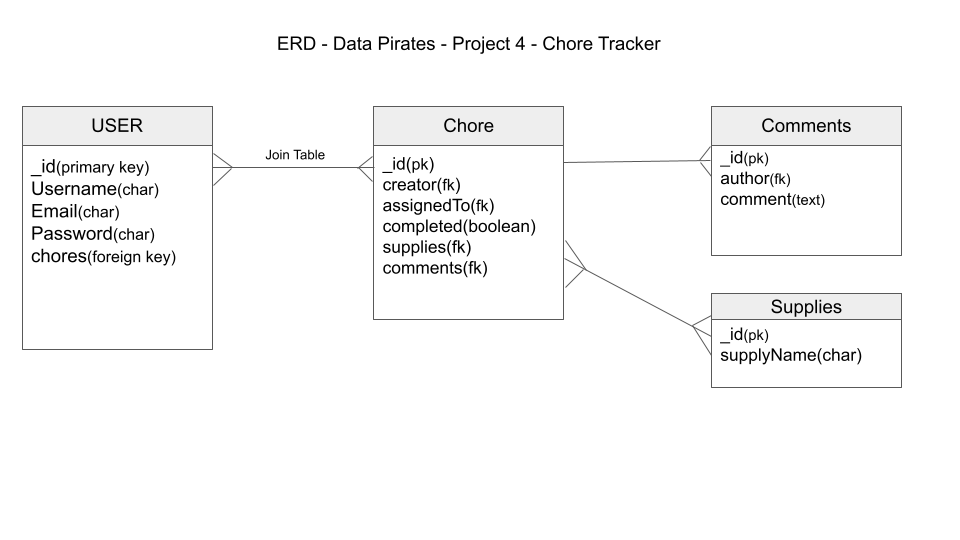 ERD - Data Pirates - Project 4 - Chore Tracker
USER
_id(primary key)
Username(char)
Email(char)
Password(char)
chores(foreign key)
Join Table
Chore
_id(pk)
creator(fk)
assignedTo(fk)
completed(boolean)
supplies(fk)
comments(fk)
Comments
_id(pk)
author(fk)
comment(text)
Supplies
_id(pk)
supplyName(char)